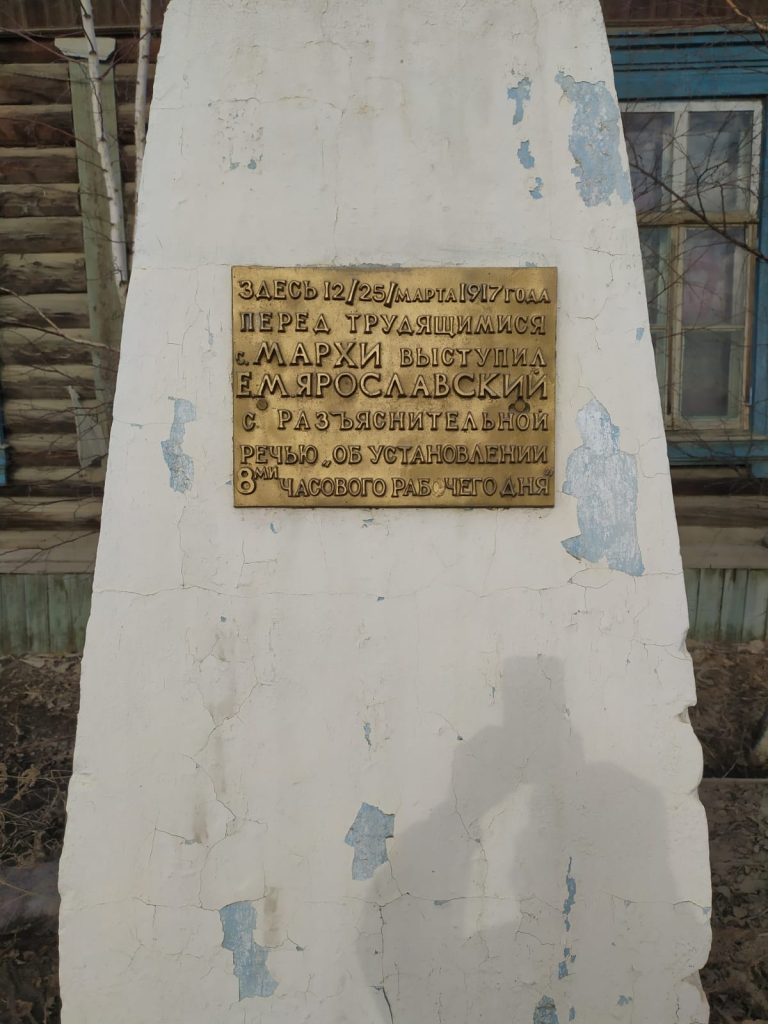 ЗДЕСЬ 12/25/МАРТА 1917 ГОДА
ПЕРЕД ТРУДЯЩИМИСЯ
с. МАРХИ ВЫСТУПИЛ
Е.М.ЯРОСЛАВСКИЙ
С РАЗЪЯСНИТЕЛЬНОЙ
РЕЧЬЮ „ОБ УСТАНОВЛЕНИИ
8МИ ЧАСОВОГО РАБОЧЕГО ДНЯ"